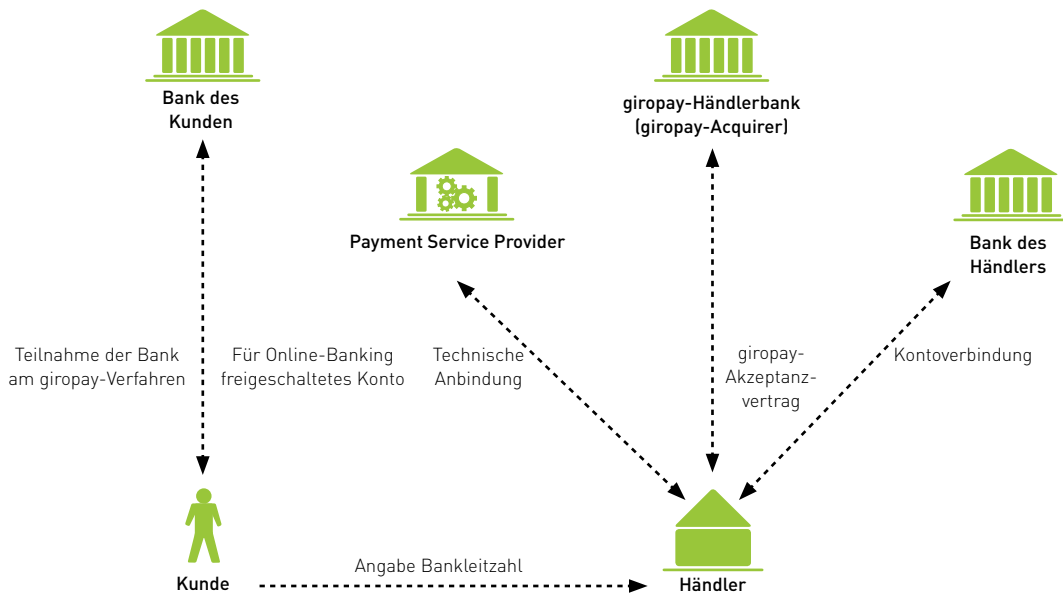 Bank des
Kunden
giropay-Händlerbank
(giropay-Acquirer)
Payment Service Provider
Bank des
Händlers
Teilnahme der Bank
am giropay-Verfahren
Für Online-Banking
freigeschaltetes Konto
Technische
Anbindung
giropay-
Akzeptanz-
vertrag
Kontoverbindung
Angabe Bankleitzahl
Kunde
Händler